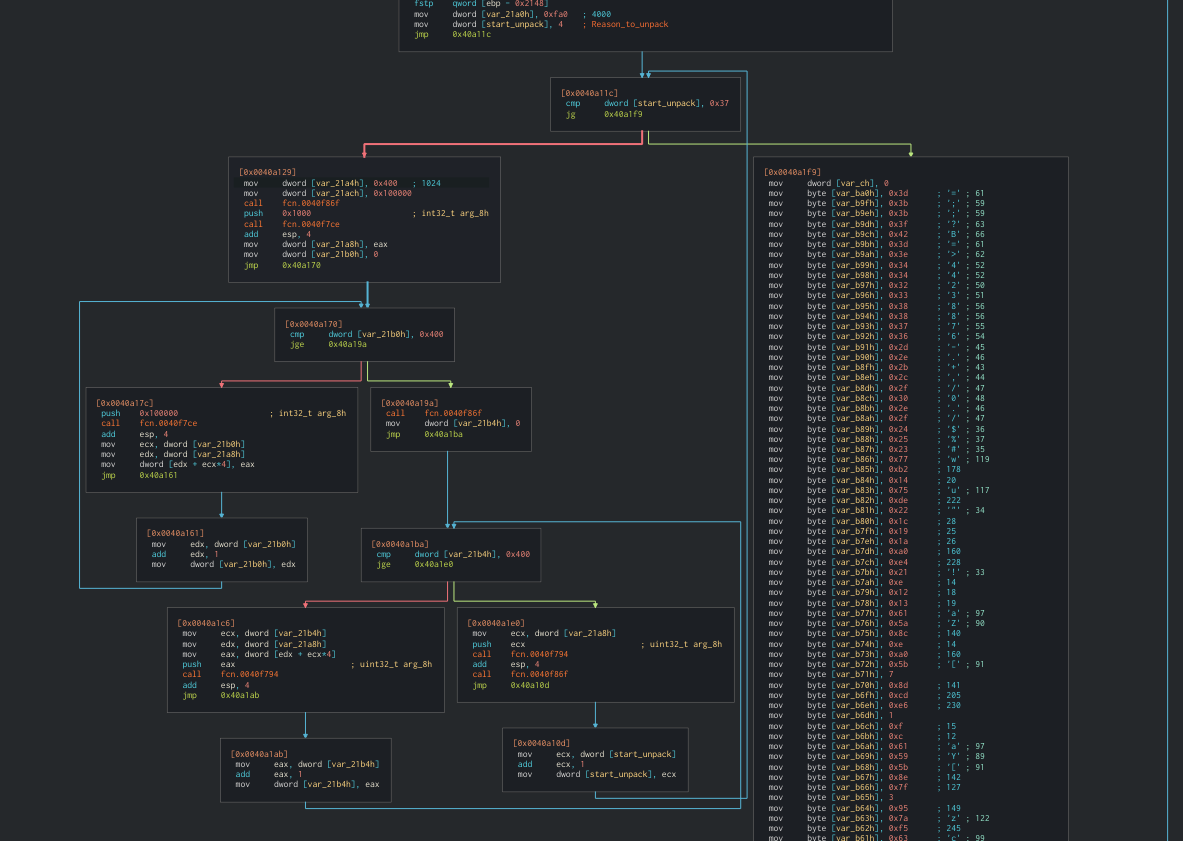 fstp qword [ebp - 0x2148]
mov dword [var_21a0h], 0xfa0 ; 4000
mov dword [start_unpack], 4 ; Reason_to_unpack
jmp 0x40a11c
[0x0040a11c]
cmp dword [start_unpack], 0x37
jg 0x40a1f9
[0x0040a129]
mov dword [var_21a4h], 0x400 ; 1024
mov dword [var_21ach], 0x100000
call fcn.0040f86f
push 0x1000 ; int32_t arg_8h
call fcn.0040f7ce
add esp, 4
mov dword [var_21a8h], eax
mov dword [var_21b0h], 0
jmp 0x40a170
[0x0040a170]
cmp dword [var_21b0h], 0x400
jge 0x40a19a
[0x0040a17c]
push 0x100000 ; int32_t arg_8h
call fcn.0040f7ce
add esp, 4
mov ecx, dword [var_21b0h]
mov edx, dword [var_21a8h]
mov dword [edx + ecx*4], eax
jmp 0x40a161
[0x0040a19a]
call fcn.0040f86f
mov dword [var_21b4h], 0
jmp 0x40a1ba
[0x0040a161]
mov edx, dword [var_21b0h]
add edx, 1
mov dword [var_21b0h], edx
[0x0040a1ba]
cmp dword [var_21b4h], 0x400
jge 0x40a1e0
[0x0040a1c6]
mov ecx, dword [var_21b4h]
mov edx, dword [var_21a8h]
mov eax, dword [edx + ecx*4]
push eax ; uint32_t arg_8h
call fcn.0040f794
add esp, 4
jmp 0x40a1ab
[0x0040a1e0]
mov ecx, dword [var_21a8h]
push ecx ; uint32_t arg_8h
call fcn.0040f794
add esp, 4
call fcn.0040f86f
jmp 0x40a10d
[0x0040a1ab]
mov eax, dword [var_21b4h]
add eax, 1
mov dword [var_21b4h], eax
[0x0040a10d]
mov ecx, dword [start_unpack]
add ecx, 1
mov dword [start_unpack], ecx
[0x0040a1f9]
mov dword [var_ch], 0
mov byte [var_ba0h], 0x3d ; '=' ; 61
mov byte [var_b9fh], 0x3b ; ';' ; 59
mov byte [var_b9eh], 0x3b ; ';' ; 59
mov byte [var_b9dh], 0x3f ; '?' ; 63
mov byte [var_b9ch], 0x42 ; 'B' ; 66
mov byte [var_b9bh], 0x3d ; '=' ; 61
mov byte [var_b9ah], 0x3e ; '>' ; 62
mov byte [var_b99h], 0x34 ; '4' ; 52
mov byte [var_b98h], 0x34 ; '4' ; 52
mov byte [var_b97h], 0x32 ; '2' ; 50
mov byte [var_b96h], 0x33 ; '3' ; 51
mov byte [var_b95h], 0x38 ; '8' ; 56
mov byte [var_b94h], 0x38 ; '8' ; 56
mov byte [var_b93h], 0x37 ; '7' ; 55
mov byte [var_b92h], 0x36 ; '6' ; 54
mov byte [var_b91h], 0x2d ; '-' ; 45
mov byte [var_b90h], 0x2e ; '.' ; 46
mov byte [var_b8fh], 0x2b ; '+' ; 43
mov byte [var_b8eh], 0x2c ; ',' ; 44
mov byte [var_b8dh], 0x2f ; '/' ; 47
mov byte [var_b8ch], 0x30 ; '0' ; 48
mov byte [var_b8bh], 0x2e ; '.' ; 46
mov byte [var_b8ah], 0x2f ; '/' ; 47
mov byte [var_b89h], 0x24 ; '$' ; 36
mov byte [var_b88h], 0x25 ; '%' ; 37
mov byte [var_b87h], 0x23 ; '#' ; 35
mov byte [var_b86h], 0x77 ; 'w' ; 119
mov byte [var_b85h], 0xb2 ; 178
mov byte [var_b84h], 0x14 ; 20
mov byte [var_b83h], 0x75 ; 'u' ; 117
mov byte [var_b82h], 0xde ; 222
mov byte [var_b81h], 0x22 ; '"' ; 34
mov byte [var_b80h], 0x1c ; 28
mov byte [var_b7fh], 0x19 ; 25
mov byte [var_b7eh], 0x1a ; 26
mov byte [var_b7dh], 0xa0 ; 160
mov byte [var_b7ch], 0xe4 ; 228
mov byte [var_b7bh], 0x21 ; '!' ; 33
mov byte [var_b7ah], 0xe ; 14
mov byte [var_b79h], 0x12 ; 18
mov byte [var_b78h], 0x13 ; 19
mov byte [var_b77h], 0x61 ; 'a' ; 97
mov byte [var_b76h], 0x5a ; 'Z' ; 90
mov byte [var_b75h], 0x8c ; 140
mov byte [var_b74h], 0xe ; 14
mov byte [var_b73h], 0xa0 ; 160
mov byte [var_b72h], 0x5b ; '[' ; 91
mov byte [var_b71h], 7
mov byte [var_b70h], 0x8d ; 141
mov byte [var_b6fh], 0xcd ; 205
mov byte [var_b6eh], 0xe6 ; 230
mov byte [var_b6dh], 1
mov byte [var_b6ch], 0xf ; 15
mov byte [var_b6bh], 0xc ; 12
mov byte [var_b6ah], 0x61 ; 'a' ; 97
mov byte [var_b69h], 0x59 ; 'Y' ; 89
mov byte [var_b68h], 0x5b ; '[' ; 91
mov byte [var_b67h], 0x8e ; 142
mov byte [var_b66h], 0x7f ; 127
mov byte [var_b65h], 3
mov byte [var_b64h], 0x95 ; 149
mov byte [var_b63h], 0x7a ; 'z' ; 122
mov byte [var_b62h], 0xf5 ; 245
mov byte [var_b61h], 0x63 ; 'c' ; 99